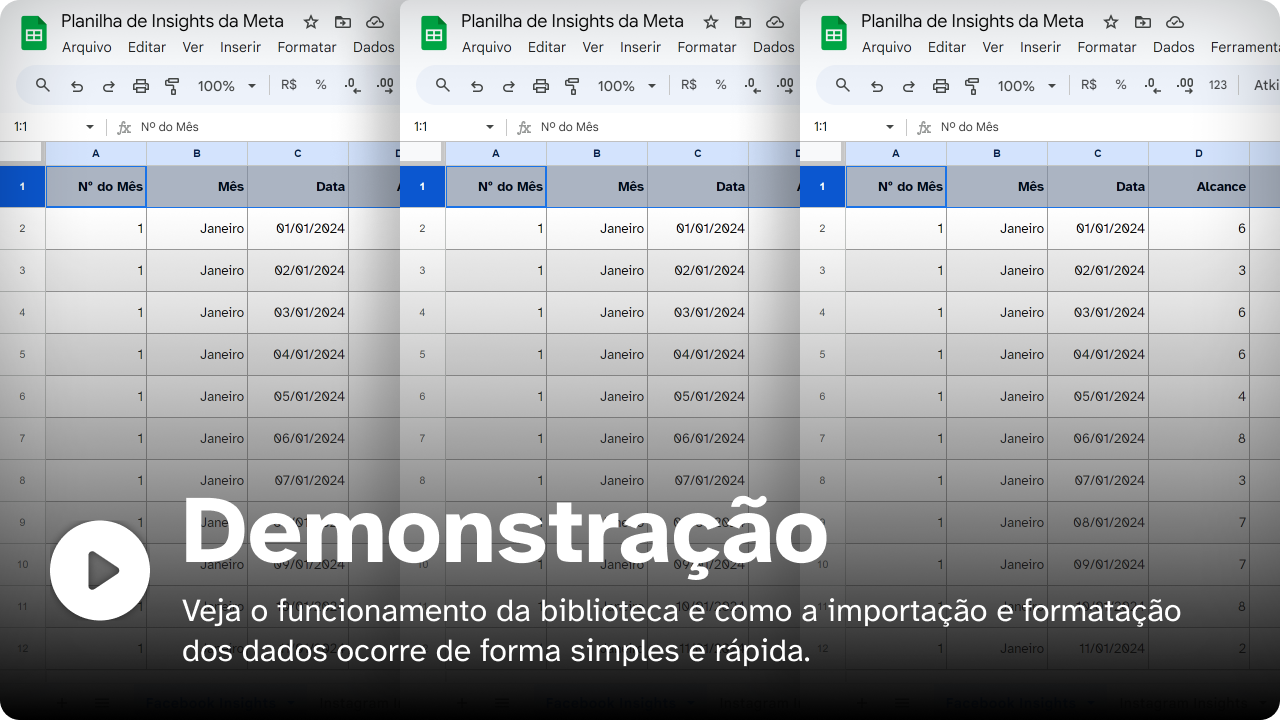 Planilha de Insights da Meta
Arquivo Editar Ver Inserir Formatar Dados
100% R$ % .0 .00
1:1 fx Nº do Mês
A B C
1 N° do Mês Mês Data
2 1 Janeiro 01/01/2024
3 1 Janeiro 02/01/2024
4 1 Janeiro 03/01/2024
5 1 Janeiro 04/01/2024
6 1 Janeiro 05/01/2024
7 1 Janeiro 06/01/2024
8 1 Janeiro 07/01/2024
9 1
10 1 Janeiro 09/01/2024
11 1
12 1
Planilha de Insights da Meta
Arquivo Editar Ver Inserir Formatar Dados
100% R$ % .0 .00
1:1 fx Nº do Mês
A B C
1 N° do Mês Mês Data
2 1 Janeiro 01/01/2024
3 1 Janeiro 02/01/2024
4 1 Janeiro 03/01/2024
5 1 Janeiro 04/01/2024
6 1 Janeiro 05/01/2024
7 1 Janeiro 06/01/2024
8 1 Janeiro 07/01/2024
10 1 Janeiro 09/01/2024
Planilha de Insights da Meta
Arquivo Editar Ver Inserir Formatar Dados
100% R$ % .0 .00 123
1:1 fx Nº do Mês
A B C D
1 N° do Mês Mês Data Alcance
2 1 Janeiro 01/01/2024 6
3 1 Janeiro 02/01/2024 3
4 1 Janeiro 03/01/2024 6
5 1 Janeiro 04/01/2024 6
6 1 Janeiro 05/01/2024 4
7 1 Janeiro 06/01/2024 8
8 1 Janeiro 07/01/2024 3
1 Janeiro 08/01/2024 7
10 1 Janeiro 09/01/2024 7
11 8
12 1 Janeiro 11/01/2024 2
Demonstração
Veja o funcionamento da biblioteca e como a importação e formatação
dos dados ocorre de forma simples e rápida.